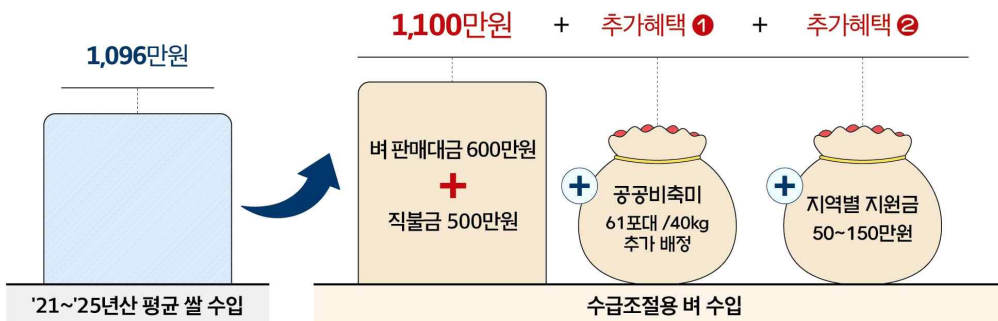 1,100만원 + 추가혜택 ❶ + 추가혜택 ❷
1,096만원
벼 판매대금 600만원
+
직불금 500만원
+
공공비축미
61포대 /40kg
추가 배정
+
지역별 지원금
50~150만원
'21~'25년산 평균 쌀 수입
수급조절용 벼 수입